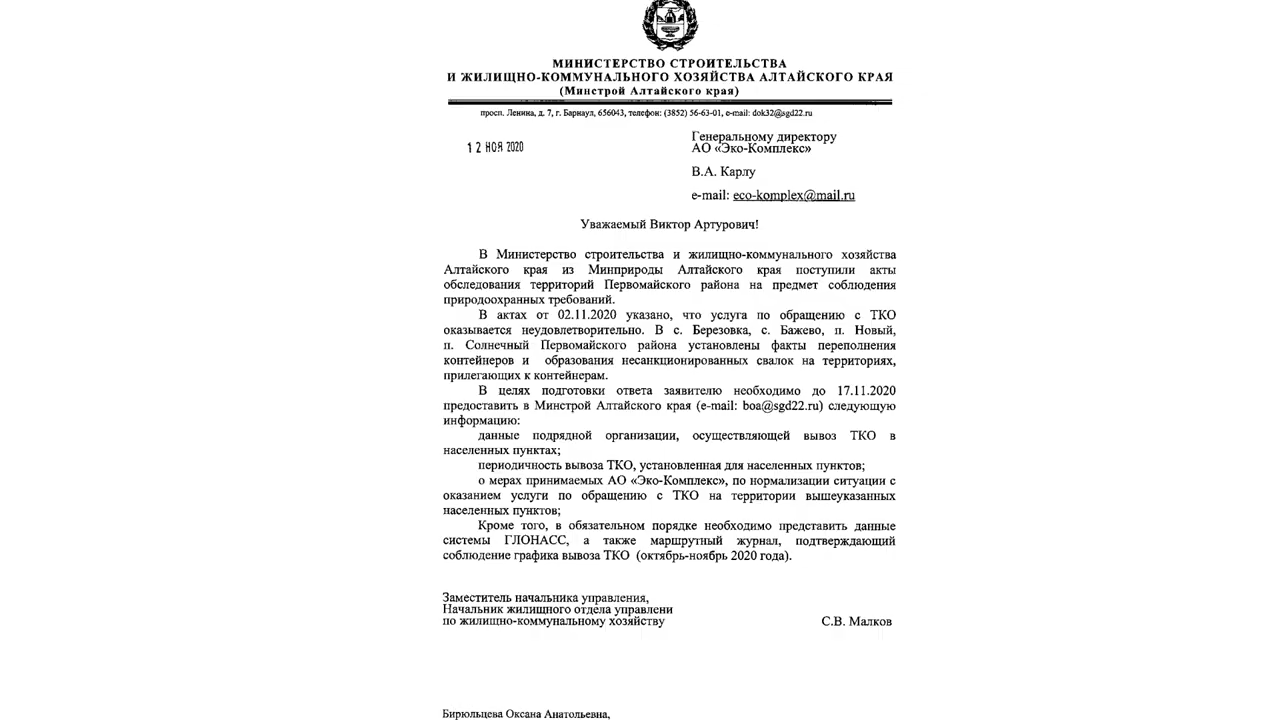 МИНИСТЕРСТВО СТРОИТЕЛЬСТВА
И ЖИЛИЩНО-КОММУНАЛЬНОГО ХОЗЯЙСТВА АЛТАЙСКОГО КРАЯ
(Минстрой Алтайского края)
просп. Ленина, д. 7, г. Барнаул, 656043, телефон: (3852) 56-63-01, e-mail: dok32@sgd22.ru
12 НОЯ 2020
Генеральному директору
АО «Эко-Комплекс»
В.А. Карлу
e-mail: eco-komplex@mail.ru
Уважаемый Виктор Артурович!
В Министерство строительства и жилищно-коммунального хозяйства
Алтайского края из Минприроды Алтайского края поступили акты
обследования территорий Первомайского района на предмет соблюдения
природоохранных требований.
В актах от 02.11.2020 указано, что услуга по обращению с ТКО
оказывается неудовлетворительно. В с. Березовка, с. Бажево, п. Новый,
п. Солнечный Первомайского района установлены факты переполнения
контейнеров и образования несанкционированных свалок на территориях,
прилегающих к контейнерам.
В целях подготовки ответа заявителю необходимо до 17.11.2020
предоставить в Минстрой Алтайского края (e-mail: boa@sgd22.ru) следующую
информацию:
данные подрядной организации, осуществляющей вывоз ТКО в
населенных пунктах;
периодичность вывоза ТКО, установленная для населенных пунктов;
о мерах принимаемых АО «Эко-Комплекс», по нормализации ситуации с
оказанием услуги по обращению с ТКО на территории вышеуказанных
населенных пунктов;
Кроме того, в обязательном порядке необходимо представить данные
системы ГЛОНАСС, а также маршрутный журнал, подтверждающий
соблюдение графика вывоза ТКО (октябрь-ноябрь 2020 года).
Заместитель начальника управления,
Начальник жилищного отдела управлени
по жилищно-коммунальному хозяйству
С.В. Малков
Бирюльцева Оксана Анатольевна,